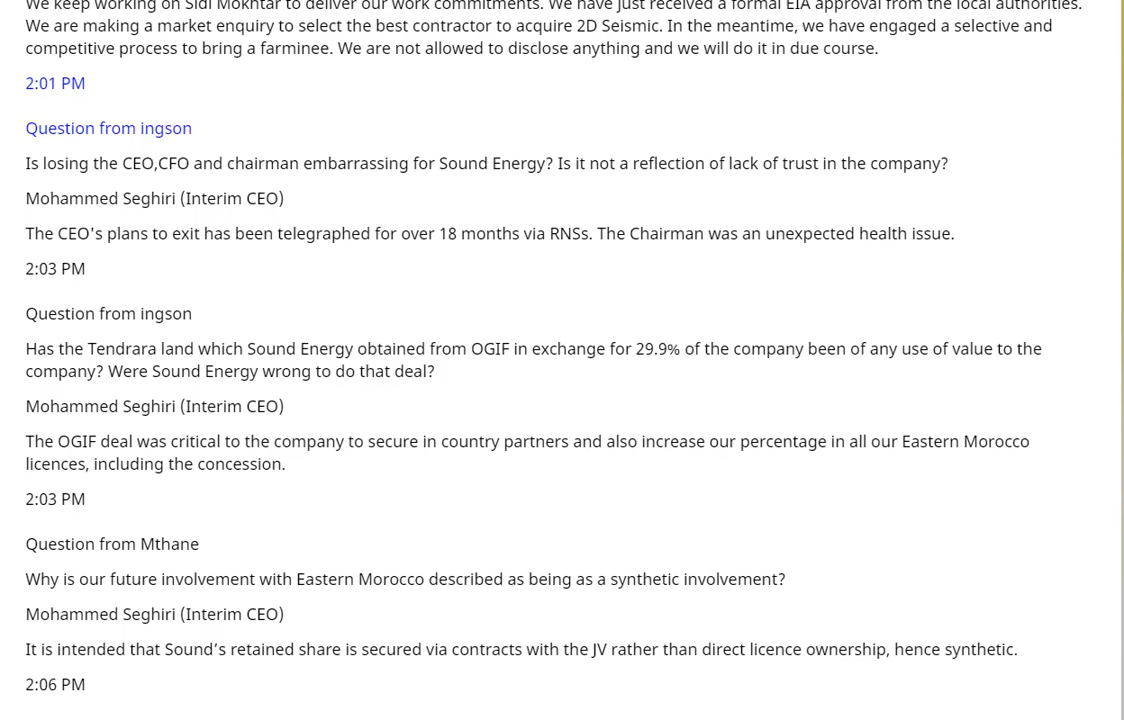 We keep working on Sidi Mokhtar to deliver our work commitments. We have just received a formal EIA approval from the local authorities.
We are making a market enquiry to select the best contractor to acquire 2D Seismic. In the meantime, we have engaged a selective and
competitive process to bring a farminee. We are not allowed to disclose anything and we will do it in due course.
2:01 PM
Question from ingson
Is losing the CEO,CFO and chairman embarrassing for Sound Energy? Is it not a reflection of lack of trust in the company?
Mohammed Seghiri (Interim CEO)
The CEO's plans to exit has been telegraphed for over 18 months via RNSs. The Chairman was an unexpected health issue.
2:03 PM
Question from ingson
Has the Tendrara land which Sound Energy obtained from OGIF in exchange for 29.9% of the company been of any use of value to the
company? Were Sound Energy wrong to do that deal?
Mohammed Seghiri (Interim CEO)
The OGIF deal was critical to the company to secure in country partners and also increase our percentage in all our Eastern Morocco
licences, including the concession.
2:03 PM
Question from Mthane
Why is our future involvement with Eastern Morocco described as being as a synthetic involvement?
Mohammed Seghiri (Interim CEO)
It is intended that Sound’s retained share is secured via contracts with the JV rather than direct licence ownership, hence synthetic.
2:06 PM